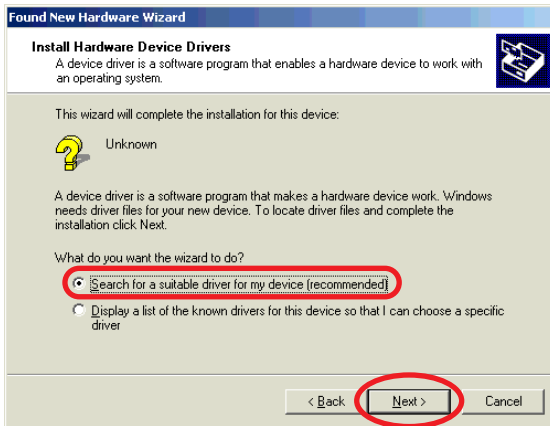 Found New Hardware Wizard
Install Hardware Device Drivers
A device driver is a software program that enables a hardware device to work with
an operating system.
This wizard will complete the installation for this device:
Unknown
A device driver is a software program that makes a hardware device work. Windows
needs driver files for your new device. To locate driver files and complete the
installation click Next.
What do you want the wizard to do?
Search for a suitable driver for my device (recommended)
Display a list of the known drivers for this device so that I can choose a specific
driver
< Back
Next >
Cancel